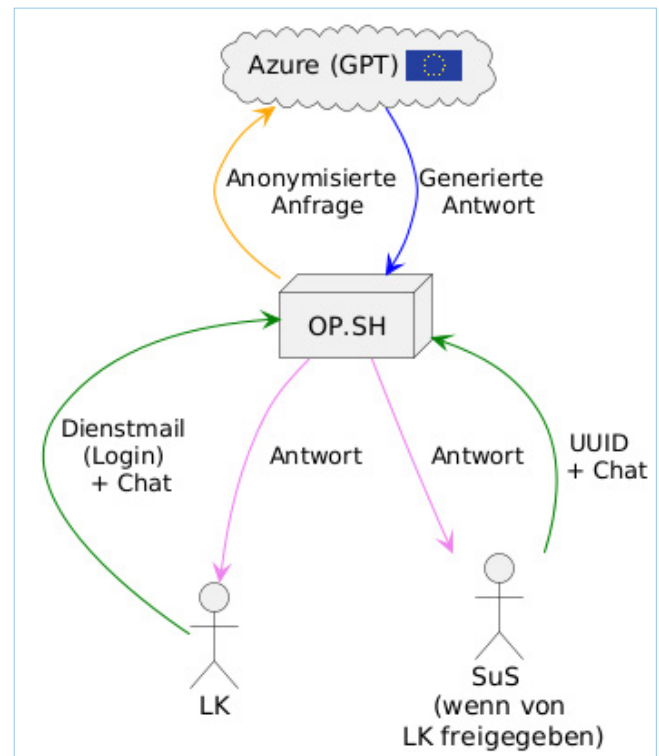 Azure (GPT)
Anonymisierte
Anfrage
Generierte
Antwort
OP.SH
Dienstmail
(Login)
+ Chat
Antwort
Antwort
UUID
+ Chat
LK
SuS
(wenn von
LK freigegeben)